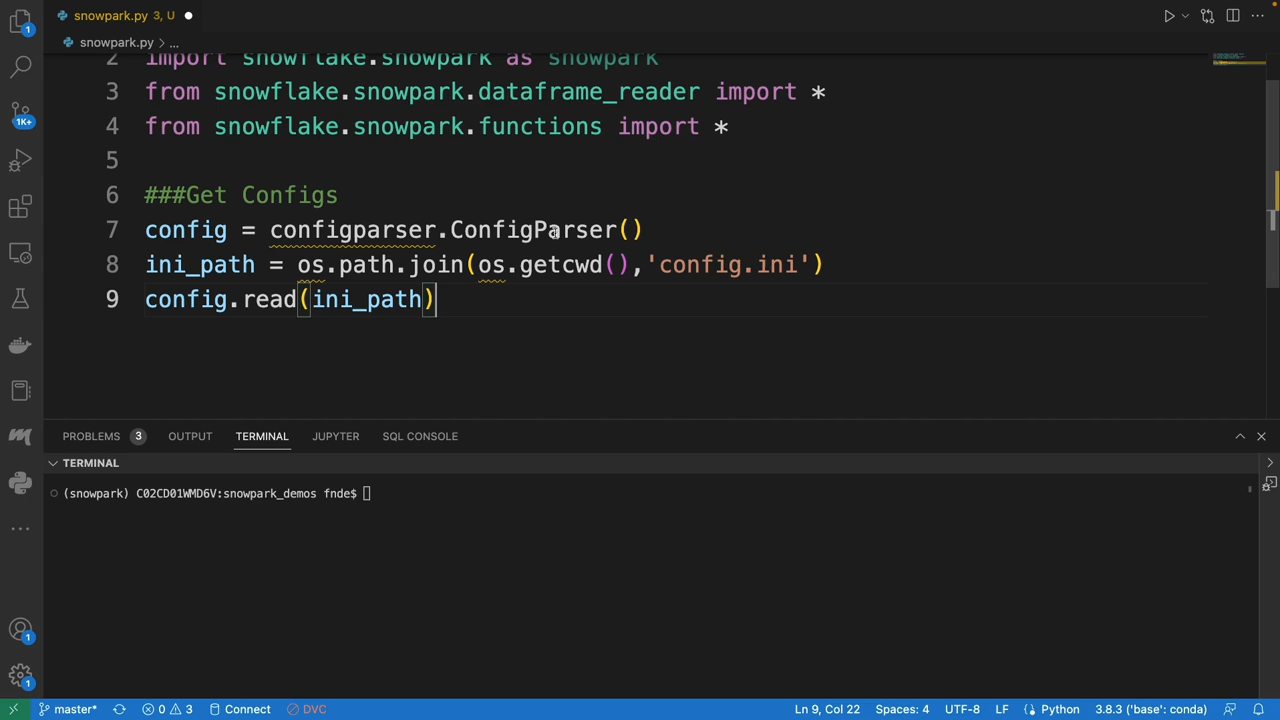 snowpark.py 3, U
snowpark.py > ...
2 import snowflake.snowpark as snowpark
3 from snowflake.snowpark.dataframe_reader import *
4 from snowflake.snowpark.functions import *
5
6 ###Get Configs
7 config = configparser.ConfigParser()
8 ini_path = os.path.join(os.getcwd(),'config.ini')
9 config.read(ini_path)
1
1K+
PROBLEMS 3 OUTPUT TERMINAL JUPYTER SQL CONSOLE
TERMINAL
(snowpark) C02CD01WMD6V:snowpark_demos fnde$
1
1
master* 0 3 Connect DVC Ln 9, Col 22 Spaces: 4 UTF-8 LF Python 3.8.3 ('base': conda)